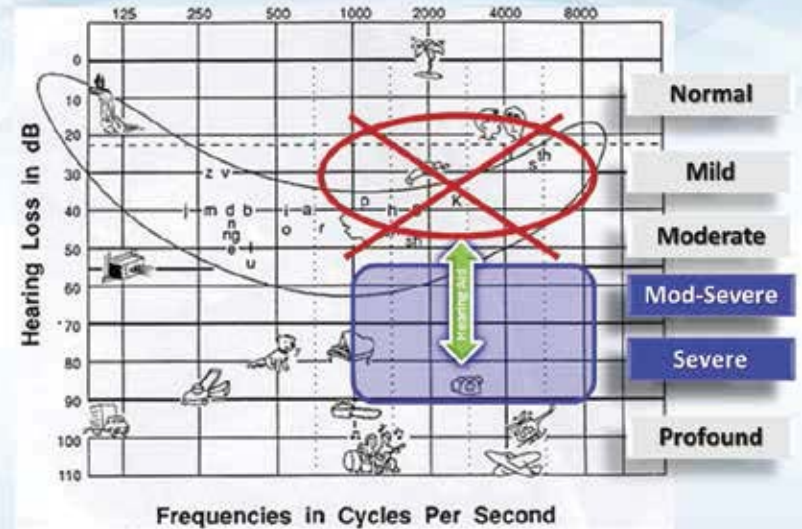 125 250 500 1000 2000 4000 8000
Hearing Loss in dB
0
10
20
30
40
50
60
70
80
90
100
110
z v
j m d b i a
n
ng
e l
u
o
r
p
h g
k
sh
s th
Hearing Aid
Normal
Mild
Moderate
Mod-Severe
Severe
Profound
Frequencies in Cycles Per Second